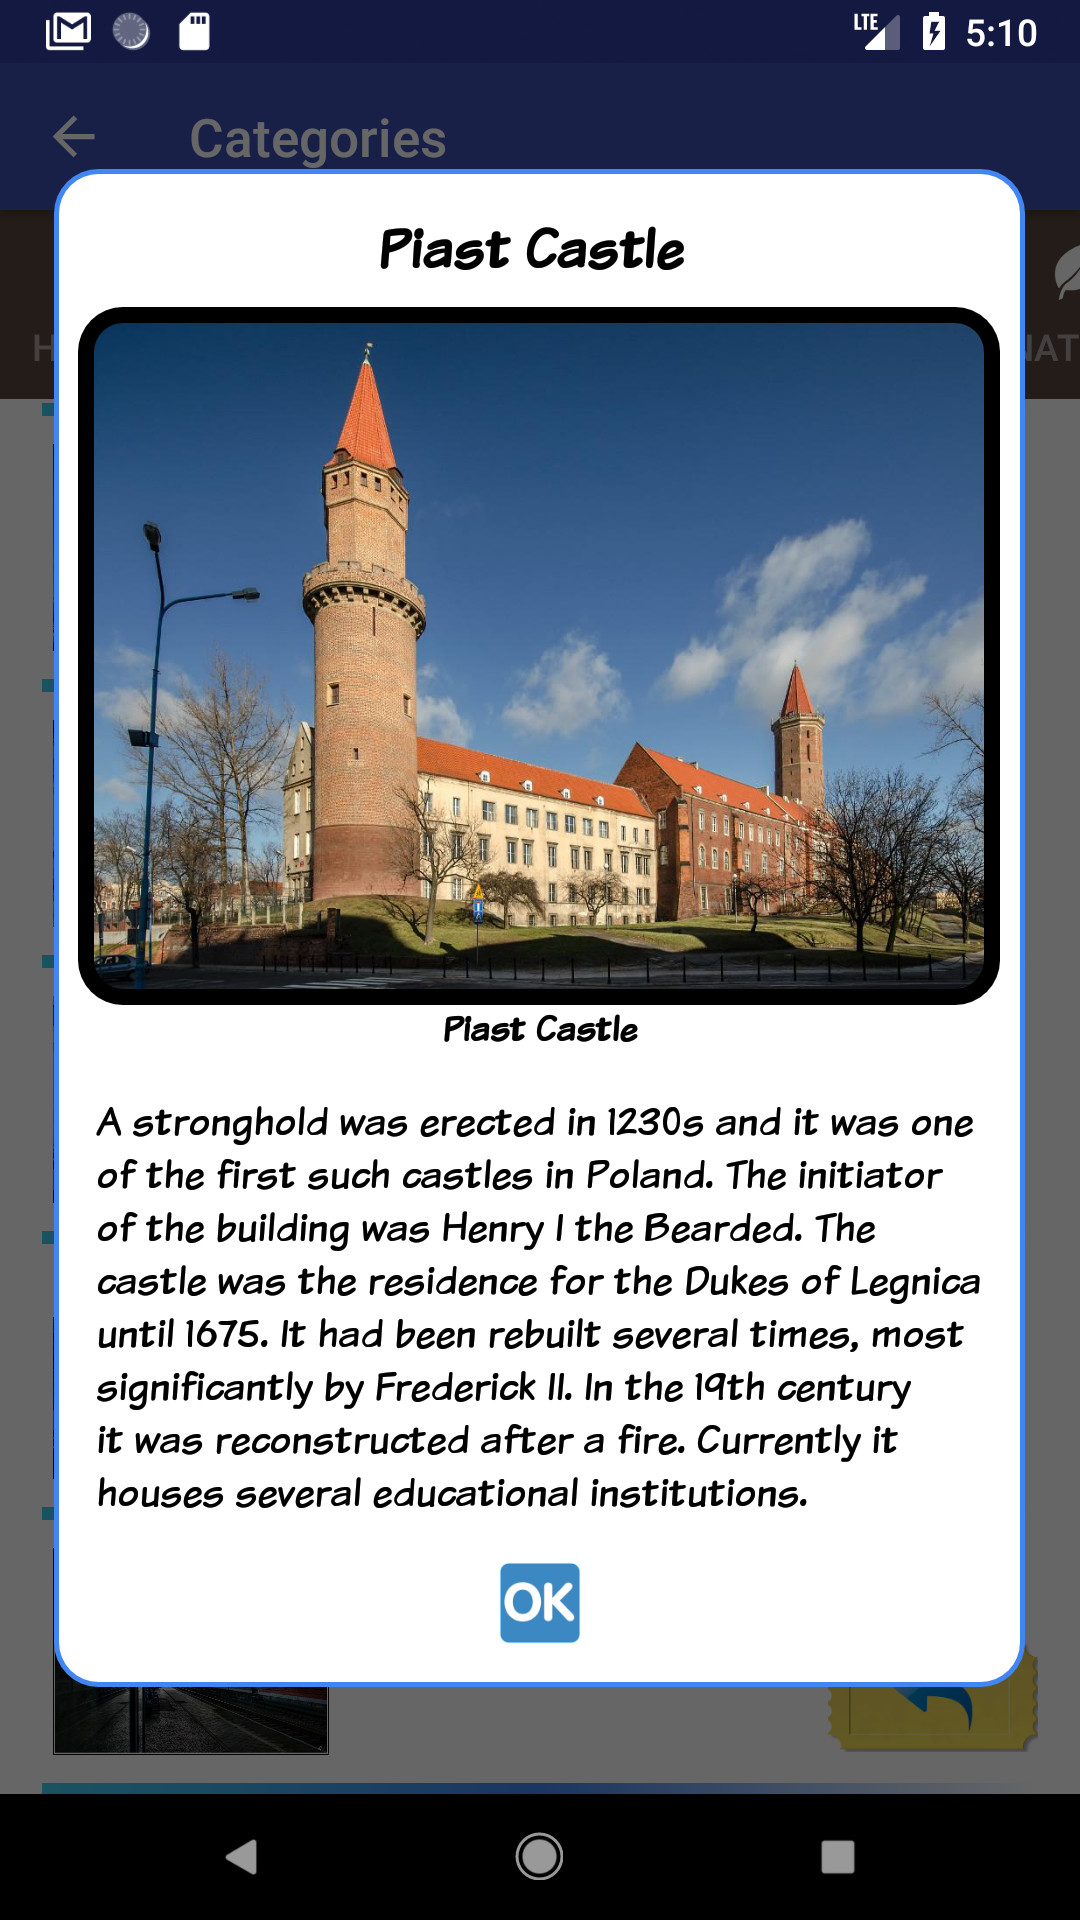 LTE 5:10
Categories
H
NAT
Piast Castle
Piast Castle
A stronghold was erected in 1230s and it was one
of the first such castles in Poland. The initiator
of the building was Henry I the Bearded. The
castle was the residence for the Dukes of Legnica
until 1675. It had been rebuilt several times, most
significantly by Frederick II. In the 19th century
it was reconstructed after a fire. Currently it
houses several educational institutions.
OK